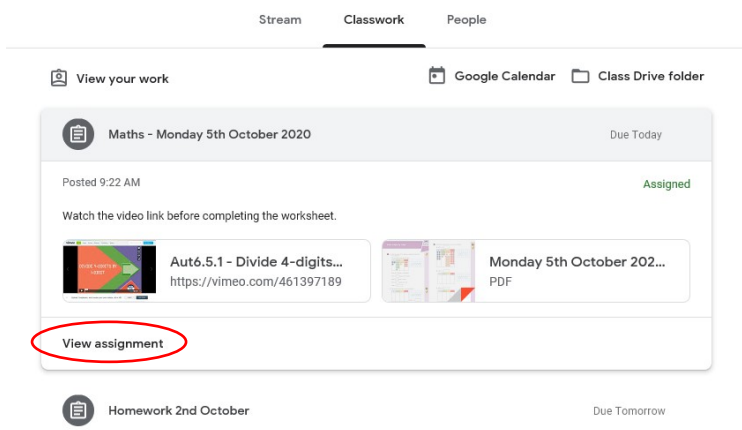 Stream Classwork People
View your work Google Calendar Class Drive folder
Maths - Monday 5th October 2020 Due Today
Posted 9:22 AM Assigned
Watch the video link before completing the worksheet.
Aut6.5.1 - Divide 4-digits... Monday 5th October 202...
https://vimeo.com/461397189 PDF
View assignment
Homework 2nd October Due Tomorrow